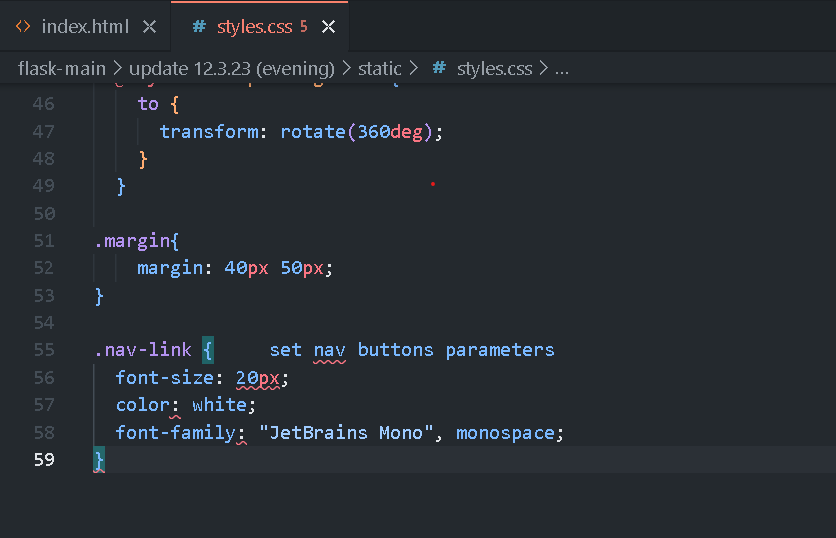 index.html
styles.css 5
flask-main > update 12.3.23 (evening) > static > # styles.css > ...
46 to {
47 transform: rotate(360deg);
48 }
49 }
50
51 .margin{
52 margin: 40px 50px;
53 }
54
55 .nav-link { set nav buttons parameters
56 font-size: 20px;
57 color: white;
58 font-family: "JetBrains Mono", monospace;
59 }